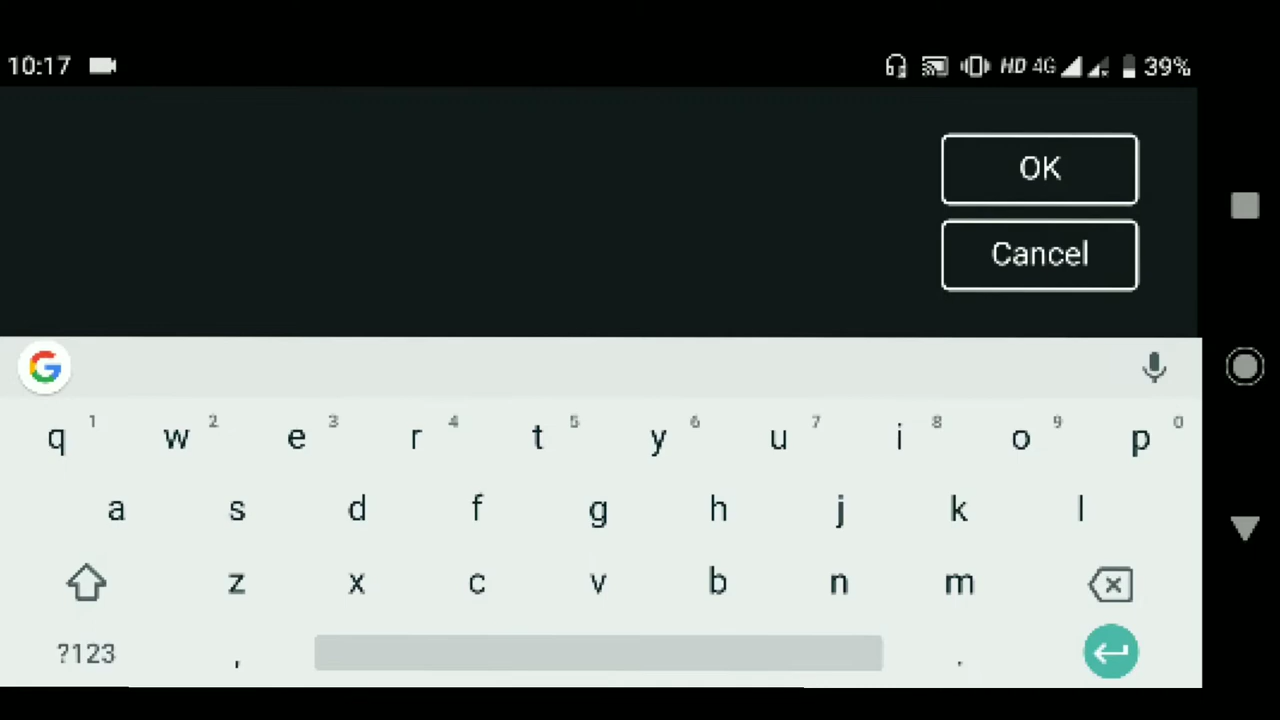 10:17 HD 4G 39%
OK
Cancel
G
q 1 w 2 e 3 r 4 t 5 y 6 u 7 i 8 o 9 p 0
a s d f g h j k l
z x c v b n m
?123 , .